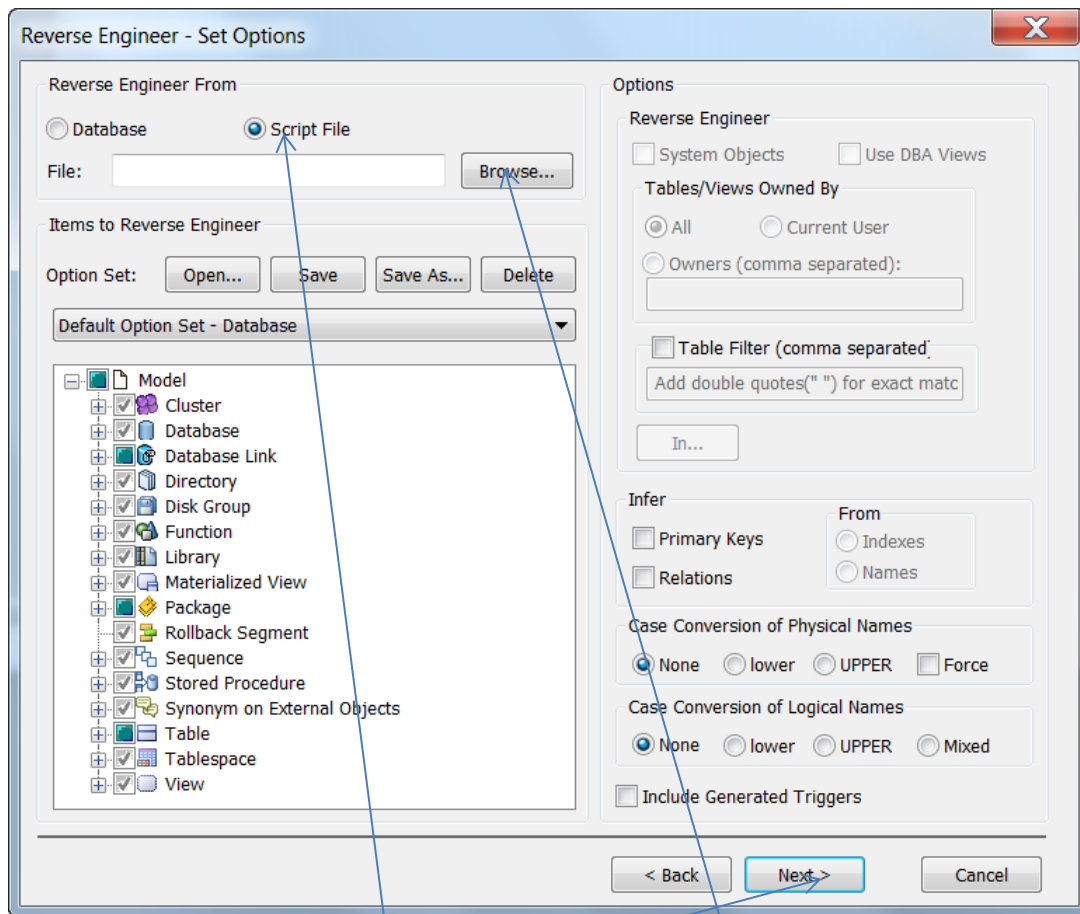 Reverse Engineer - Set Options
Reverse Engineer From
Database
Script File
File:
Browse...
Items to Reverse Engineer
Option Set:
Open...
Save
Save As...
Delete
Default Option Set - Database
Model
Cluster
Database
Database Link
Directory
Disk Group
Function
Library
Materialized View
Package
Rollback Segment
Sequence
Stored Procedure
Synonym on External Objects
Table
Tablespace
View
Options
Reverse Engineer
System Objects
Use DBA Views
Tables/Views Owned By
All
Current User
Owners (comma separated):
Table Filter (comma separated)
Add double quotes(" ") for exact matc
In...
Infer
Primary Keys
Relations
From
Indexes
Names
Case Conversion of Physical Names
None
lower
UPPER
Force
Case Conversion of Logical Names
None
lower
UPPER
Mixed
Include Generated Triggers
< Back
Next >
Cancel